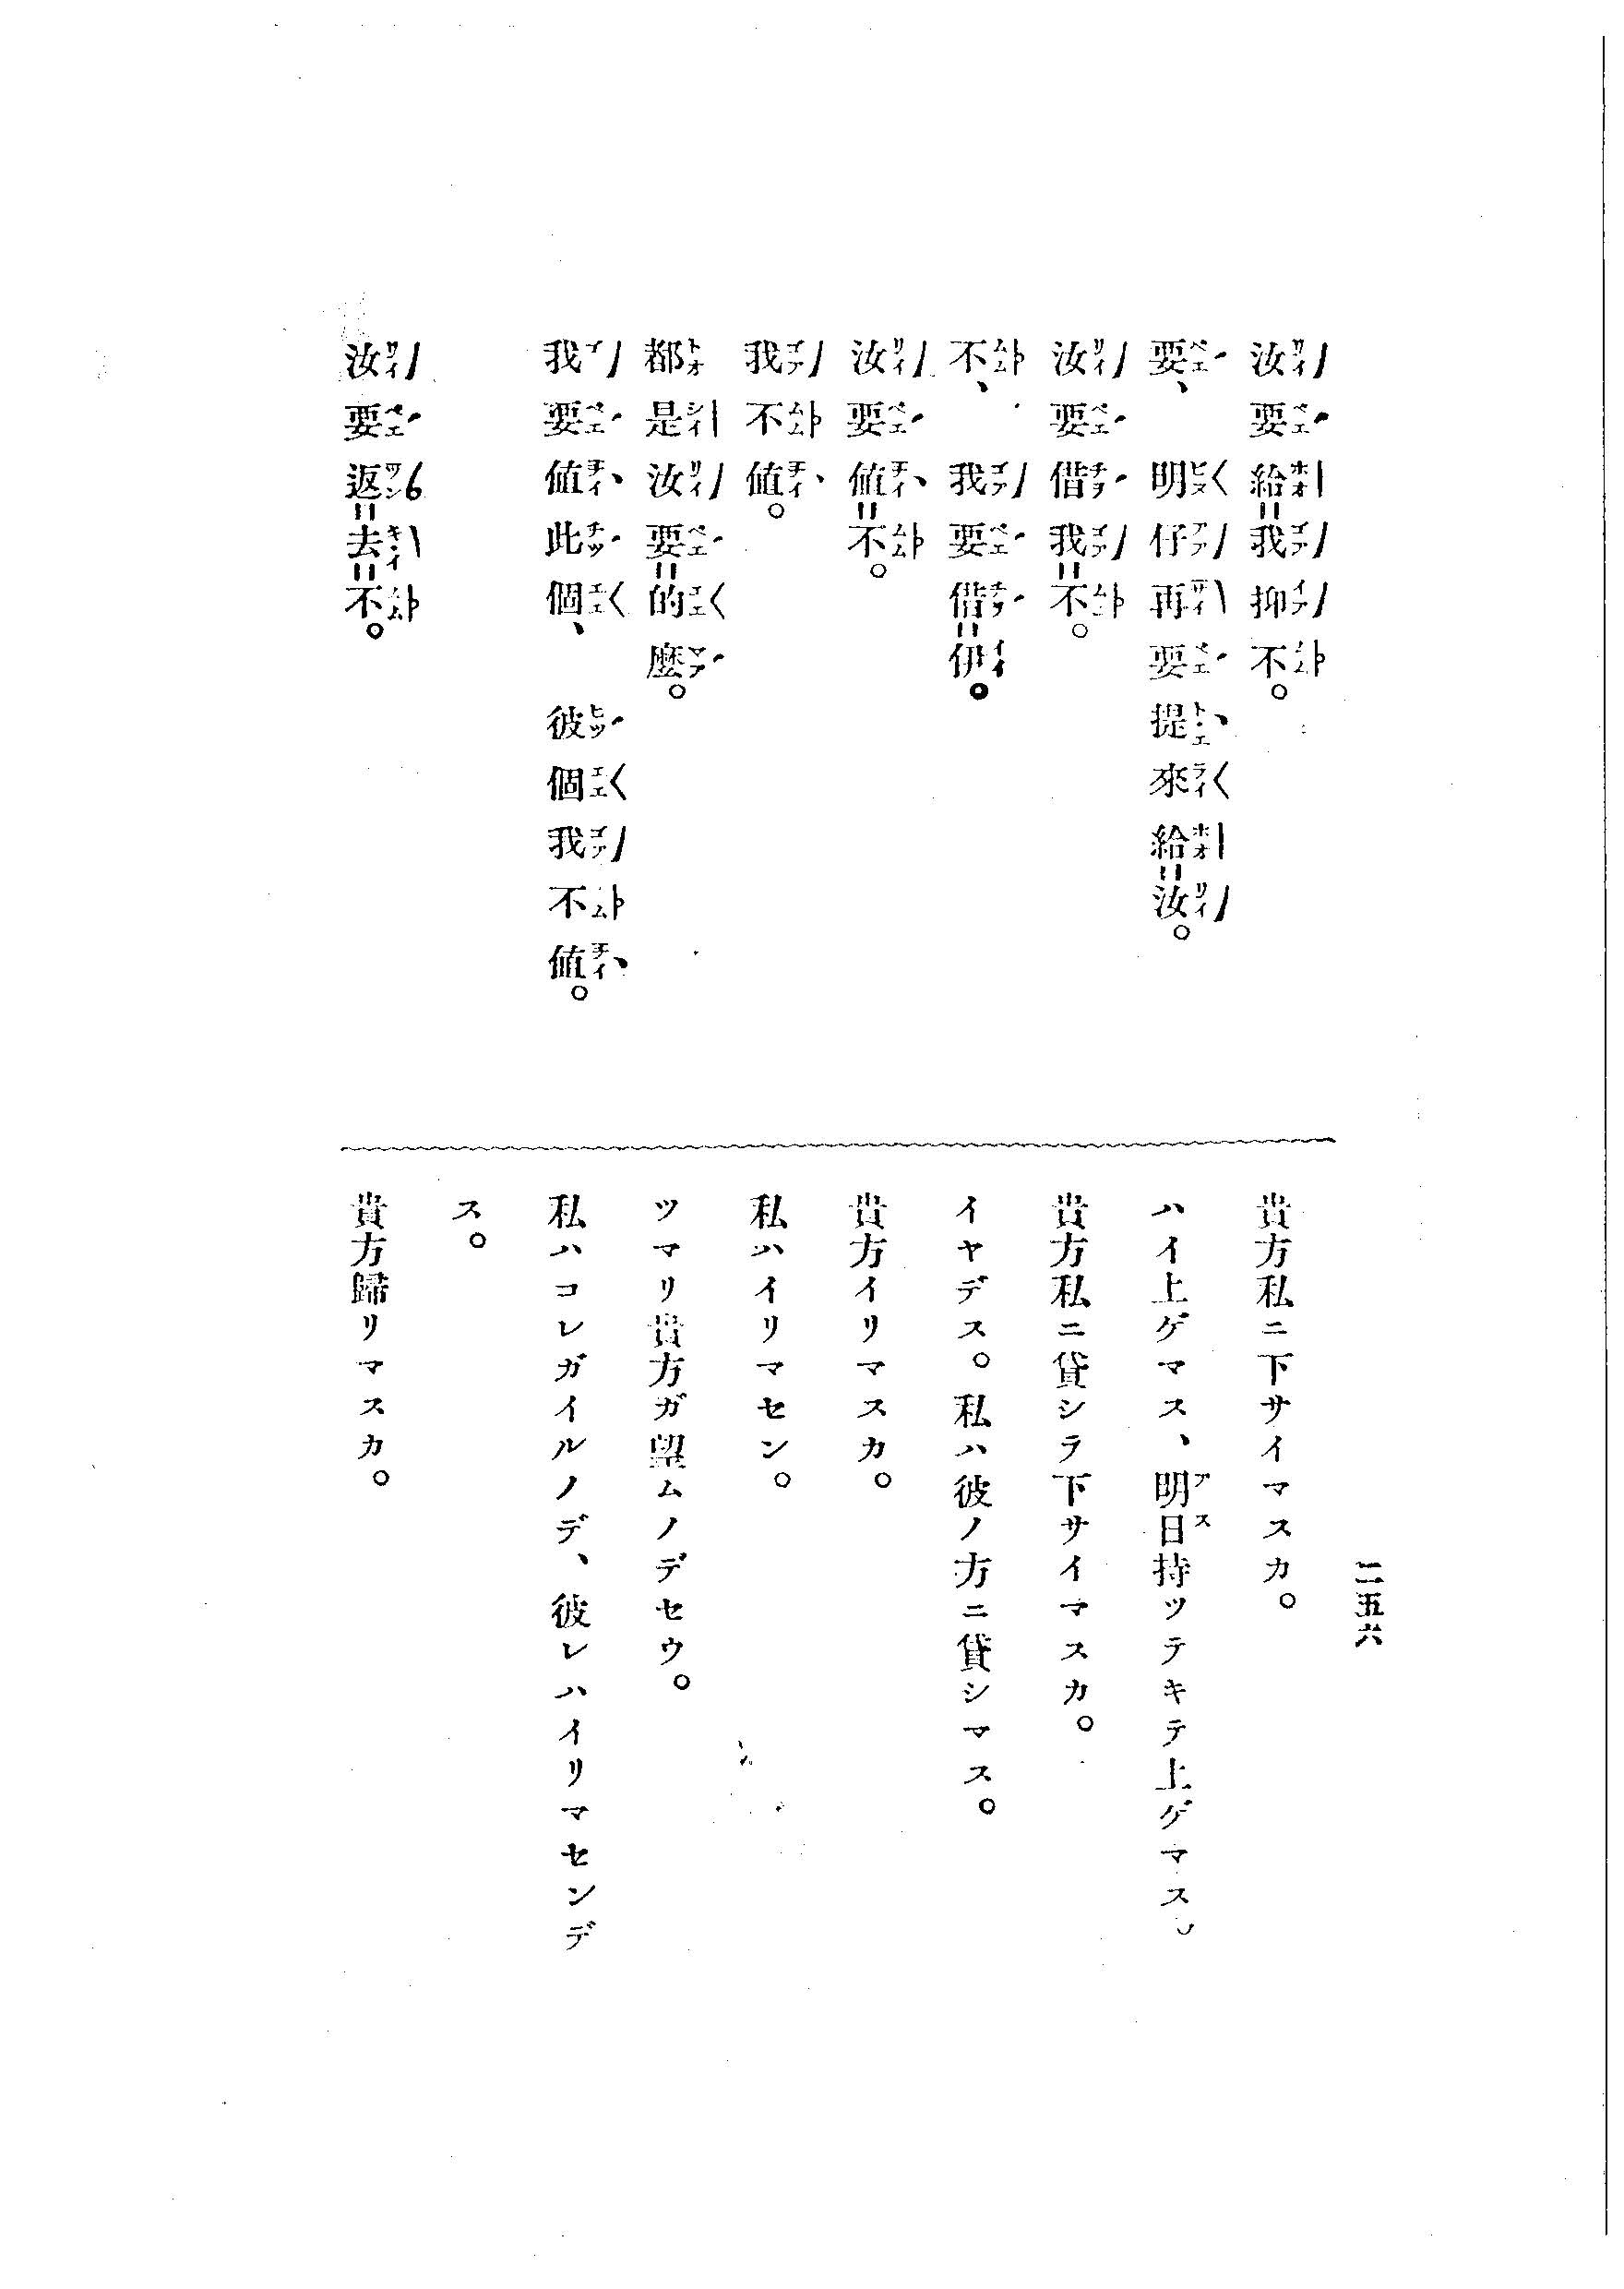 二五六
汝要給=我抑不。
要、明仔再要提來給=汝。
汝要借我=不。
不、我要借=伊。
汝要値=不。
我不値。
都是汝要=的麼。
我要値此個、彼個我不値。
汝要返=去=不。
貴方私ニ下サイマスカ。
ハイ上ゲマス、明日持ツテキテ上ゲマス。
貴方私ニ貸シテ下サイマスカ。
イヤデス。私ハ彼ノ方ニ貸シマス。
貴方イリマスカ。
私ハイリマセン。
ツマリ貴方ガ望ムノデセウ。
私ハコレガイルノデ、彼レハイリマセンデ
ス。
貴方歸リマスカ。